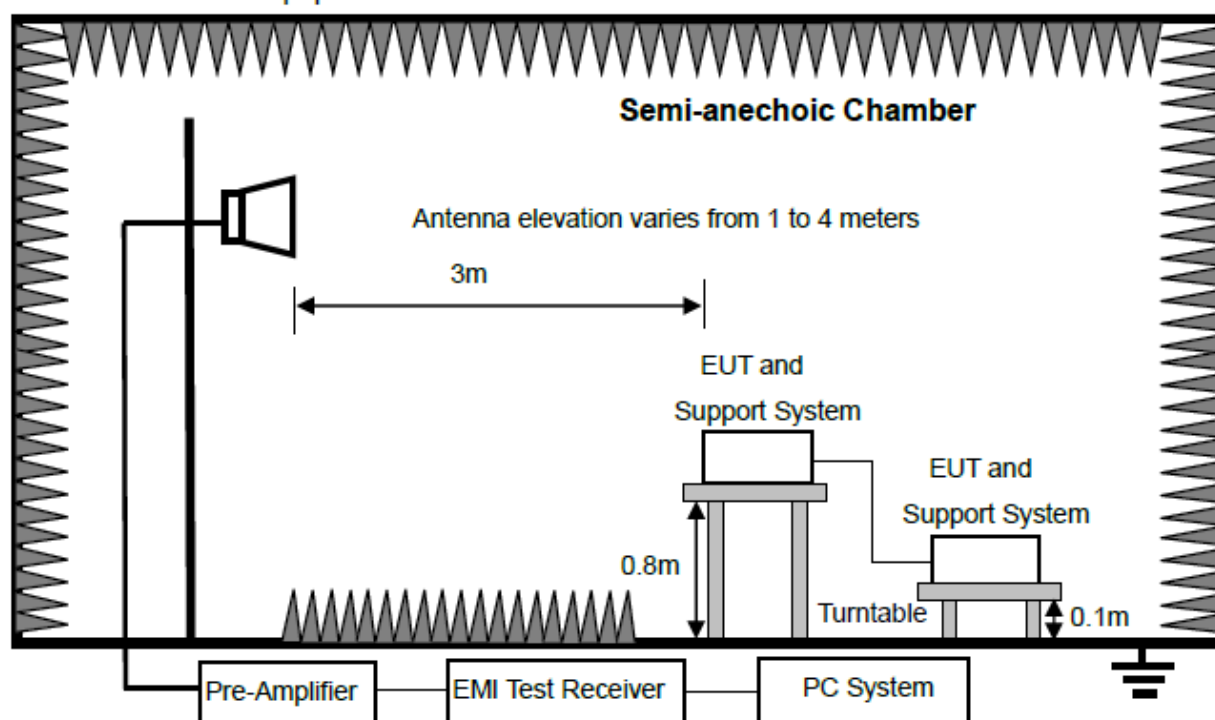 Semi-anechoic Chamber
Antenna elevation varies from 1 to 4 meters
3m
EUT and
Support System
EUT and
Support System
0.8m
Turntable
0.1m
Pre-Amplifier
EMI Test Receiver
PC System